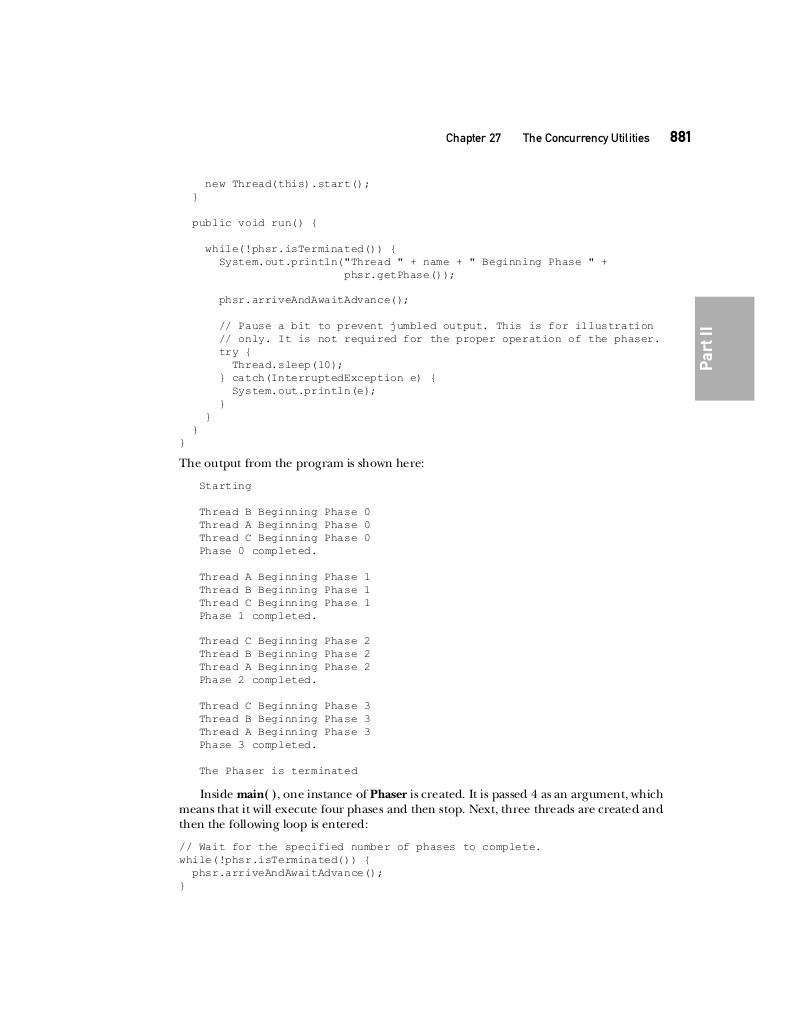 Chapter 27 The Concurrency Utilities 881
new Thread(this).start();
}
public void run() {
while(!phsr.isTerminated()) {
System.out.println("Thread " + name + " Beginning Phase " +
phsr.getPhase());
phsr.arriveAndAwaitAdvance();
// Pause a bit to prevent jumbled output. This is for illustration
// only. It is not required for the proper operation of the phaser.
try {
Thread.sleep(10);
} catch(InterruptedException e) {
System.out.println(e);
}
}
}
}
Part II
The output from the program is shown here:
Starting
Thread B Beginning Phase 0
Thread A Beginning Phase 0
Thread C Beginning Phase 0
Phase 0 completed.
Thread A Beginning Phase 1
Thread B Beginning Phase 1
Thread C Beginning Phase 1
Phase 1 completed.
Thread C Beginning Phase 2
Thread B Beginning Phase 2
Thread A Beginning Phase 2
Phase 2 completed.
Thread C Beginning Phase 3
Thread B Beginning Phase 3
Thread A Beginning Phase 3
Phase 3 completed.
The Phaser is terminated
Inside main( ), one instance of Phaser is created. It is passed 4 as an argument, which
means that it will execute four phases and then stop. Next, three threads are created and
then the following loop is entered:
// Wait for the specified number of phases to complete.
while(!phsr.isTerminated()) {
phsr.arriveAndAwaitAdvance();
}